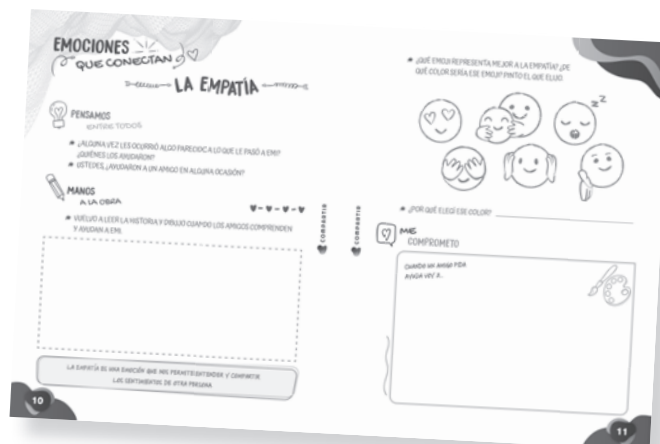 EMOCIONES
QUE CONECTAN
LA EMPATÍA
PENSAMOS
ENTRE TODOS
¿ALGUNA VEZ LES OCURRIÓ ALGO PARECIDO A LO QUE LE PASÓ A EMI?
¿QUIÉNES LOS AYUDARON?
USTEDES, ¿AYUDARON A UN AMIGO EN ALGUNA OCASIÓN?
MANOS
A LA OBRA
VUELVO A LEER LA HISTORIA Y DIBUJO CUANDO LOS AMIGOS COMPRENDEN
Y AYUDAN A EMI.
LA EMPATÍA ES UNA EMOCIÓN QUE NOS PERMITE ENTENDER Y COMPARTIR
LOS SENTIMIENTOS DE OTRA PERSONA.
10
COMPARTIR
COMPARTIR
¿QUÉ EMOJI REPRESENTA MEJOR A LA EMPATÍA? ¿DE
QUÉ COLOR SERÍA ESE EMOJI? PINTO EL QUE ELIJO.
z z
¿POR QUÉ ELEGÍ ESE COLOR?
ME
COMPROMETO
CUANDO UN AMIGO PIDA
AYUDA VOY A...
11